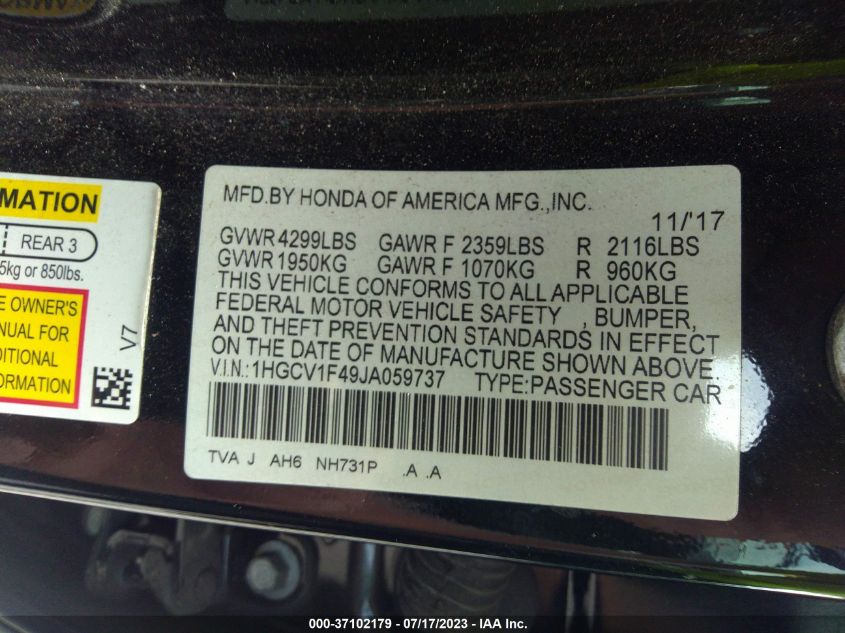 MATION
REAR 3
5kg or 850lbs.
E OWNER'S
NUAL FOR
DITIONAL
FORMATION
V7
MFD.BY HONDA OF AMERICA MFG.,INC.
11/'17
GVWR 4299LBS GAWR F 2359LBS R 2116LBS
GVWR 1950KG GAWR F 1070KG R 960KG
THIS VEHICLE CONFORMS TO ALL APPLICABLE
FEDERAL MOTOR VEHICLE SAFETY , BUMPER,
AND THEFT PREVENTION STANDARDS IN EFFECT
ON THE DATE OF MANUFACTURE SHOWN ABOVE.
V.I.N.:1HGCV1F49JA059737 TYPE:PASSENGER CAR
TVA J AH6 NH731P .A .A
000-37102179 / 07/17/2023 - IAA Inc.